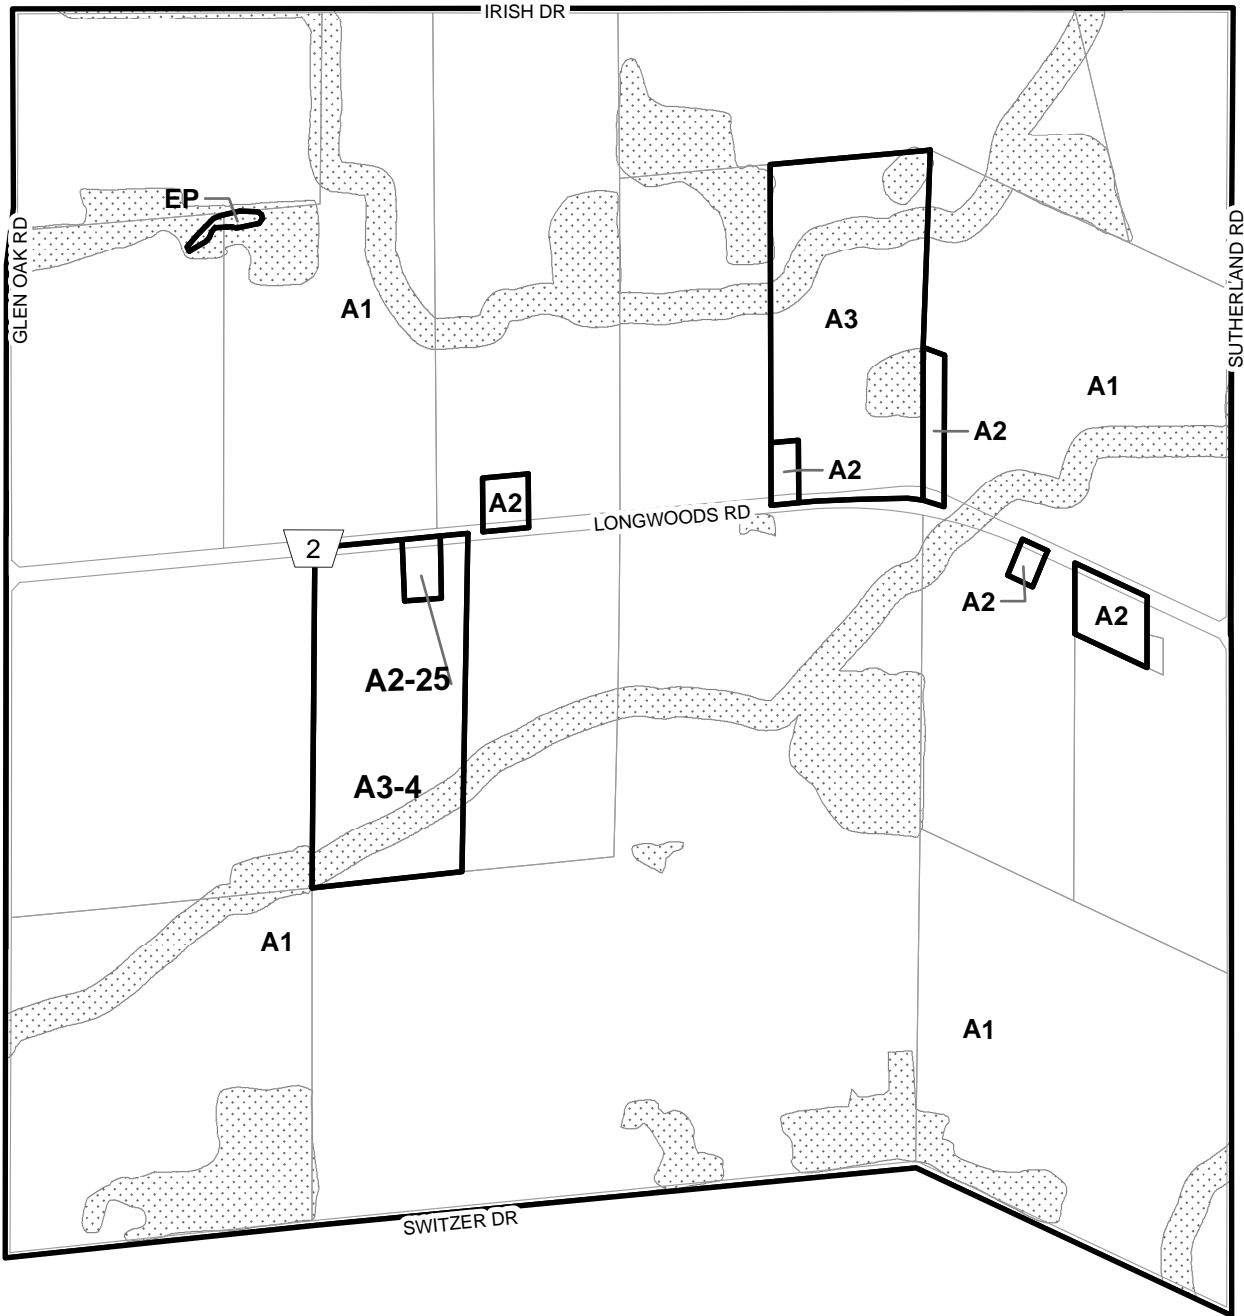 IRISH DR
EP
GLEN OAK RD
SUTHERLAND RD
A1
A3
A1
A2
A2
A2
LONGWOODS RD
2
A2
A2
A2-25
A3-4
A1
A1
SWITZER DR